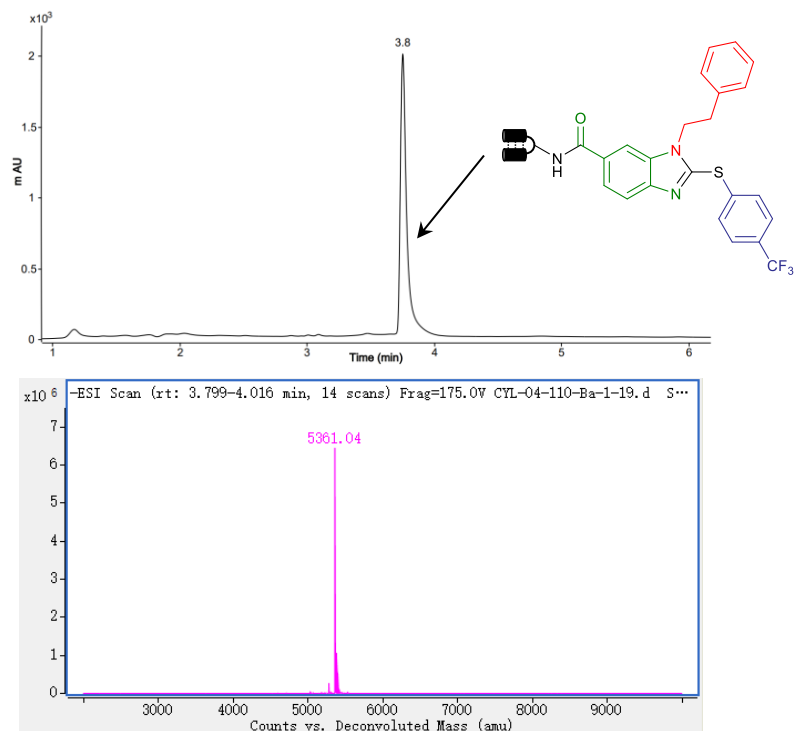 x10³
2
3.8
1.5
1
0.5
0
m AU
1
2
3
4
5
6
Time (min)
O
N
H
N
N
S
CF₃
x10 6
-ESI Scan (rt: 3.799-4.016 min, 14 scans) Frag=175.0V CYL-04-110-Ba-1-19.d S⋯
7
5361.04
6
5
4
3
2
1
0
3000
4000
5000
6000
7000
8000
9000
Counts vs. Deconvoluted Mass (amu)